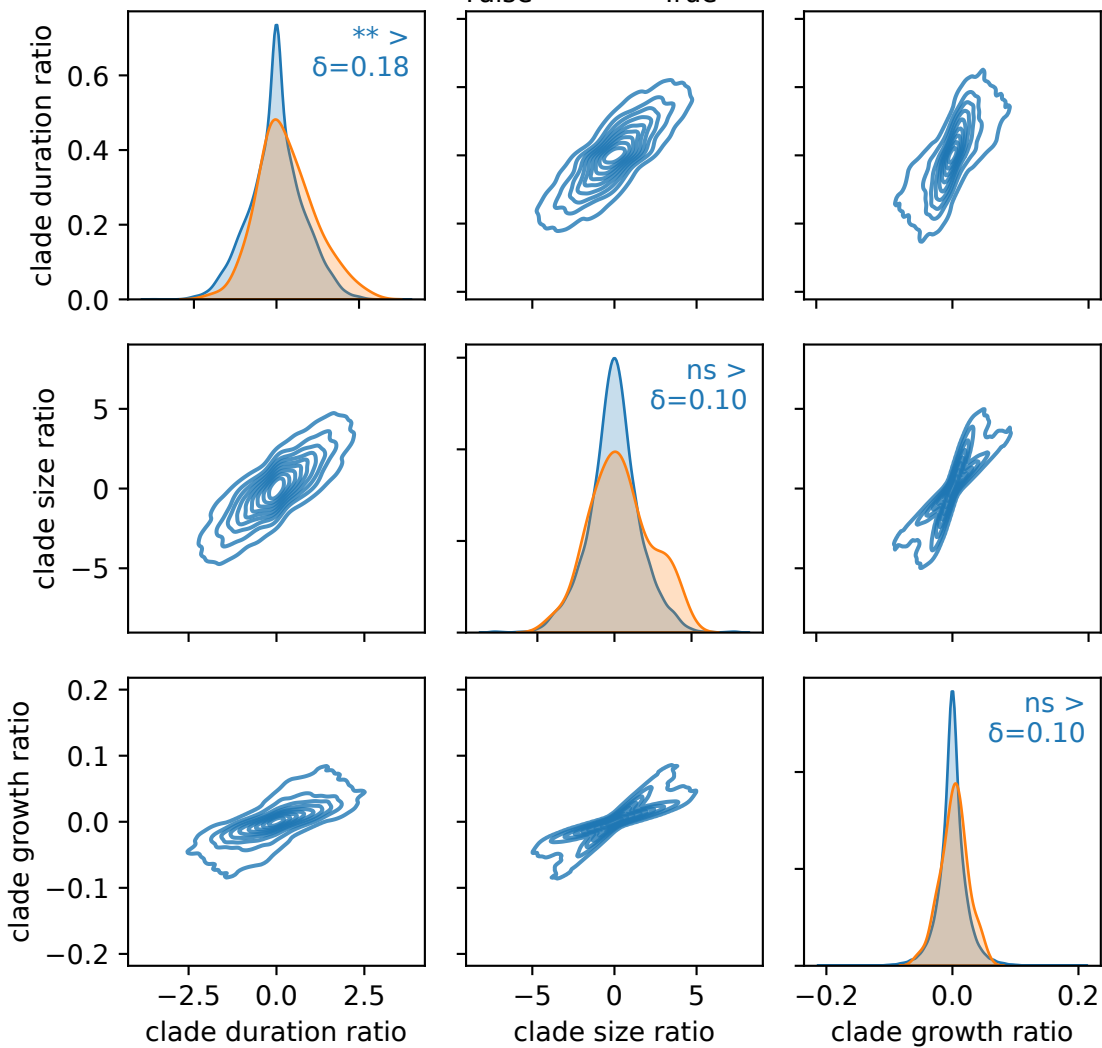 True
clade duration ratio
0.6
0.4
0.2
0.0
** >
δ=0.18
clade size ratio
5
0
−5
ns >
δ=0.10
clade growth ratio
0.2
0.1
0.0
−0.1
−0.2
ns >
δ=0.10
−2.5 0.0 2.5
clade duration ratio
−5 0 5
clade size ratio
−0.2 0.0 0.2
clade growth ratio